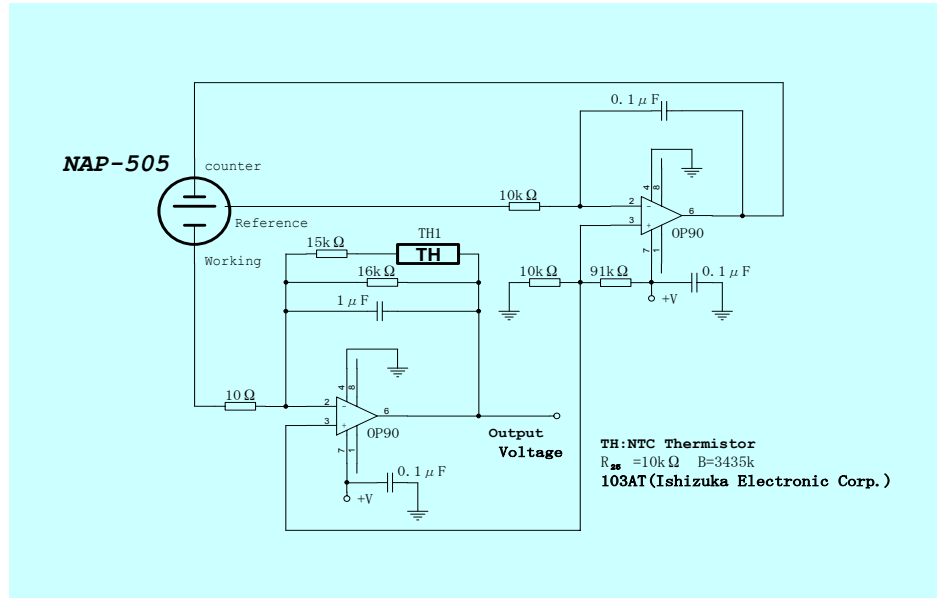 0.1μF
NAP-505
counter
4
8
10kΩ
2
−
6
3
+
OP90
7
1
Reference
TH1
15kΩ
TH
Working
16kΩ
10kΩ
91kΩ
0.1μF
+V
1μF
4
8
10Ω
2
−
6
3
+
OP90
7
1
Output
Voltage
0.1μF
+V
TH:NTC Thermistor
R25 =10kΩ B=3435k
103AT(Ishizuka Electronic Corp.)